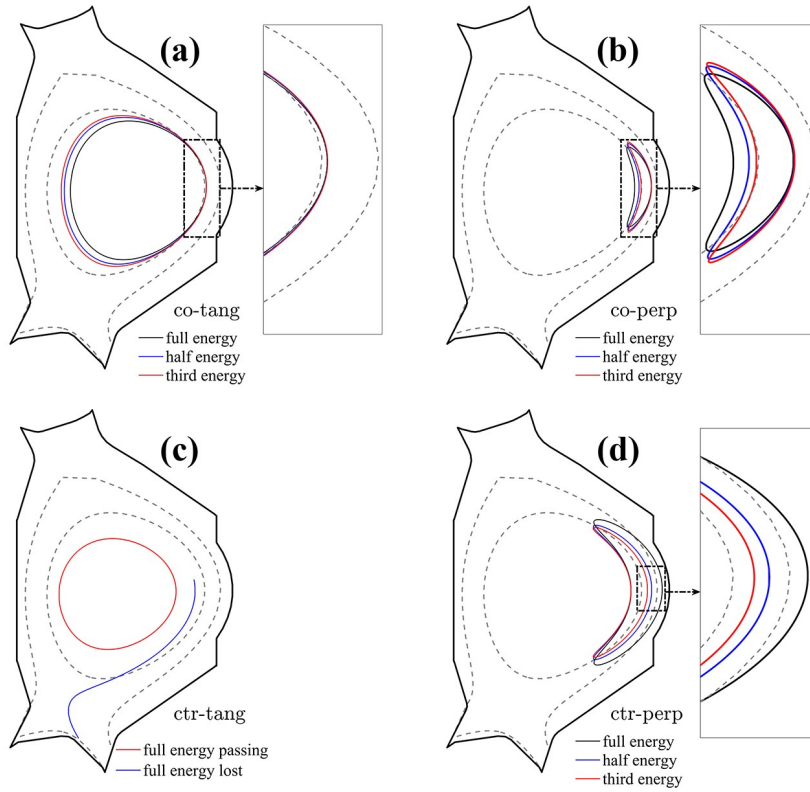 (a)
co-tang
full energy
half energy
third energy
(b)
co-perp
full energy
half energy
third energy
(c)
ctr-tang
full energy passing
full energy lost
(d)
ctr-perp
full energy
half energy
third energy